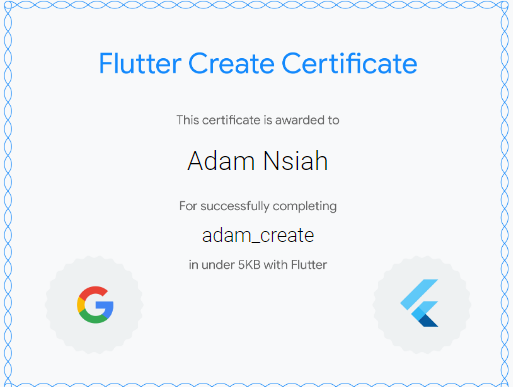 Flutter Create Certificate
This certificate is awarded to
Adam Nsiah
For successfully completing
adam_create
in under 5KB with Flutter